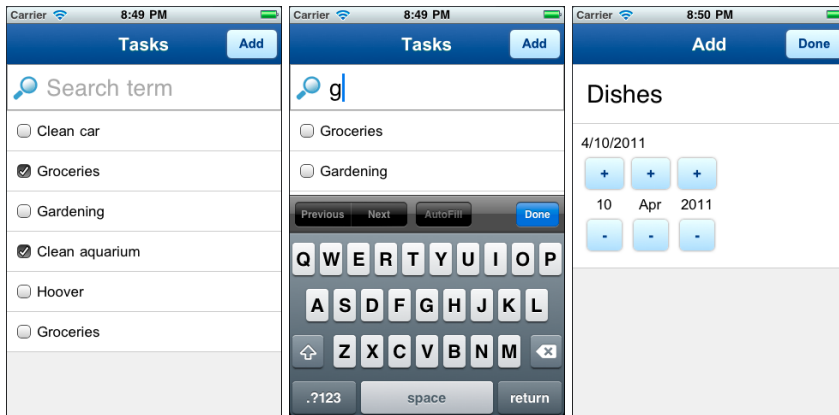 Carrier 8:49 PM
Tasks Add
Search term
Clean car
Groceries
Gardening
Clean aquarium
Hoover
Groceries
Carrier 8:49 PM
Tasks Add
g
Groceries
Gardening
Previous Next AutoFill Done
Q W E R T Y U I O P
A S D F G H J K L
Z X C V B N M
.?123 space return
Carrier 8:50 PM
Add Done
Dishes
4/10/2011
+ + +
10 Apr 2011
- - -